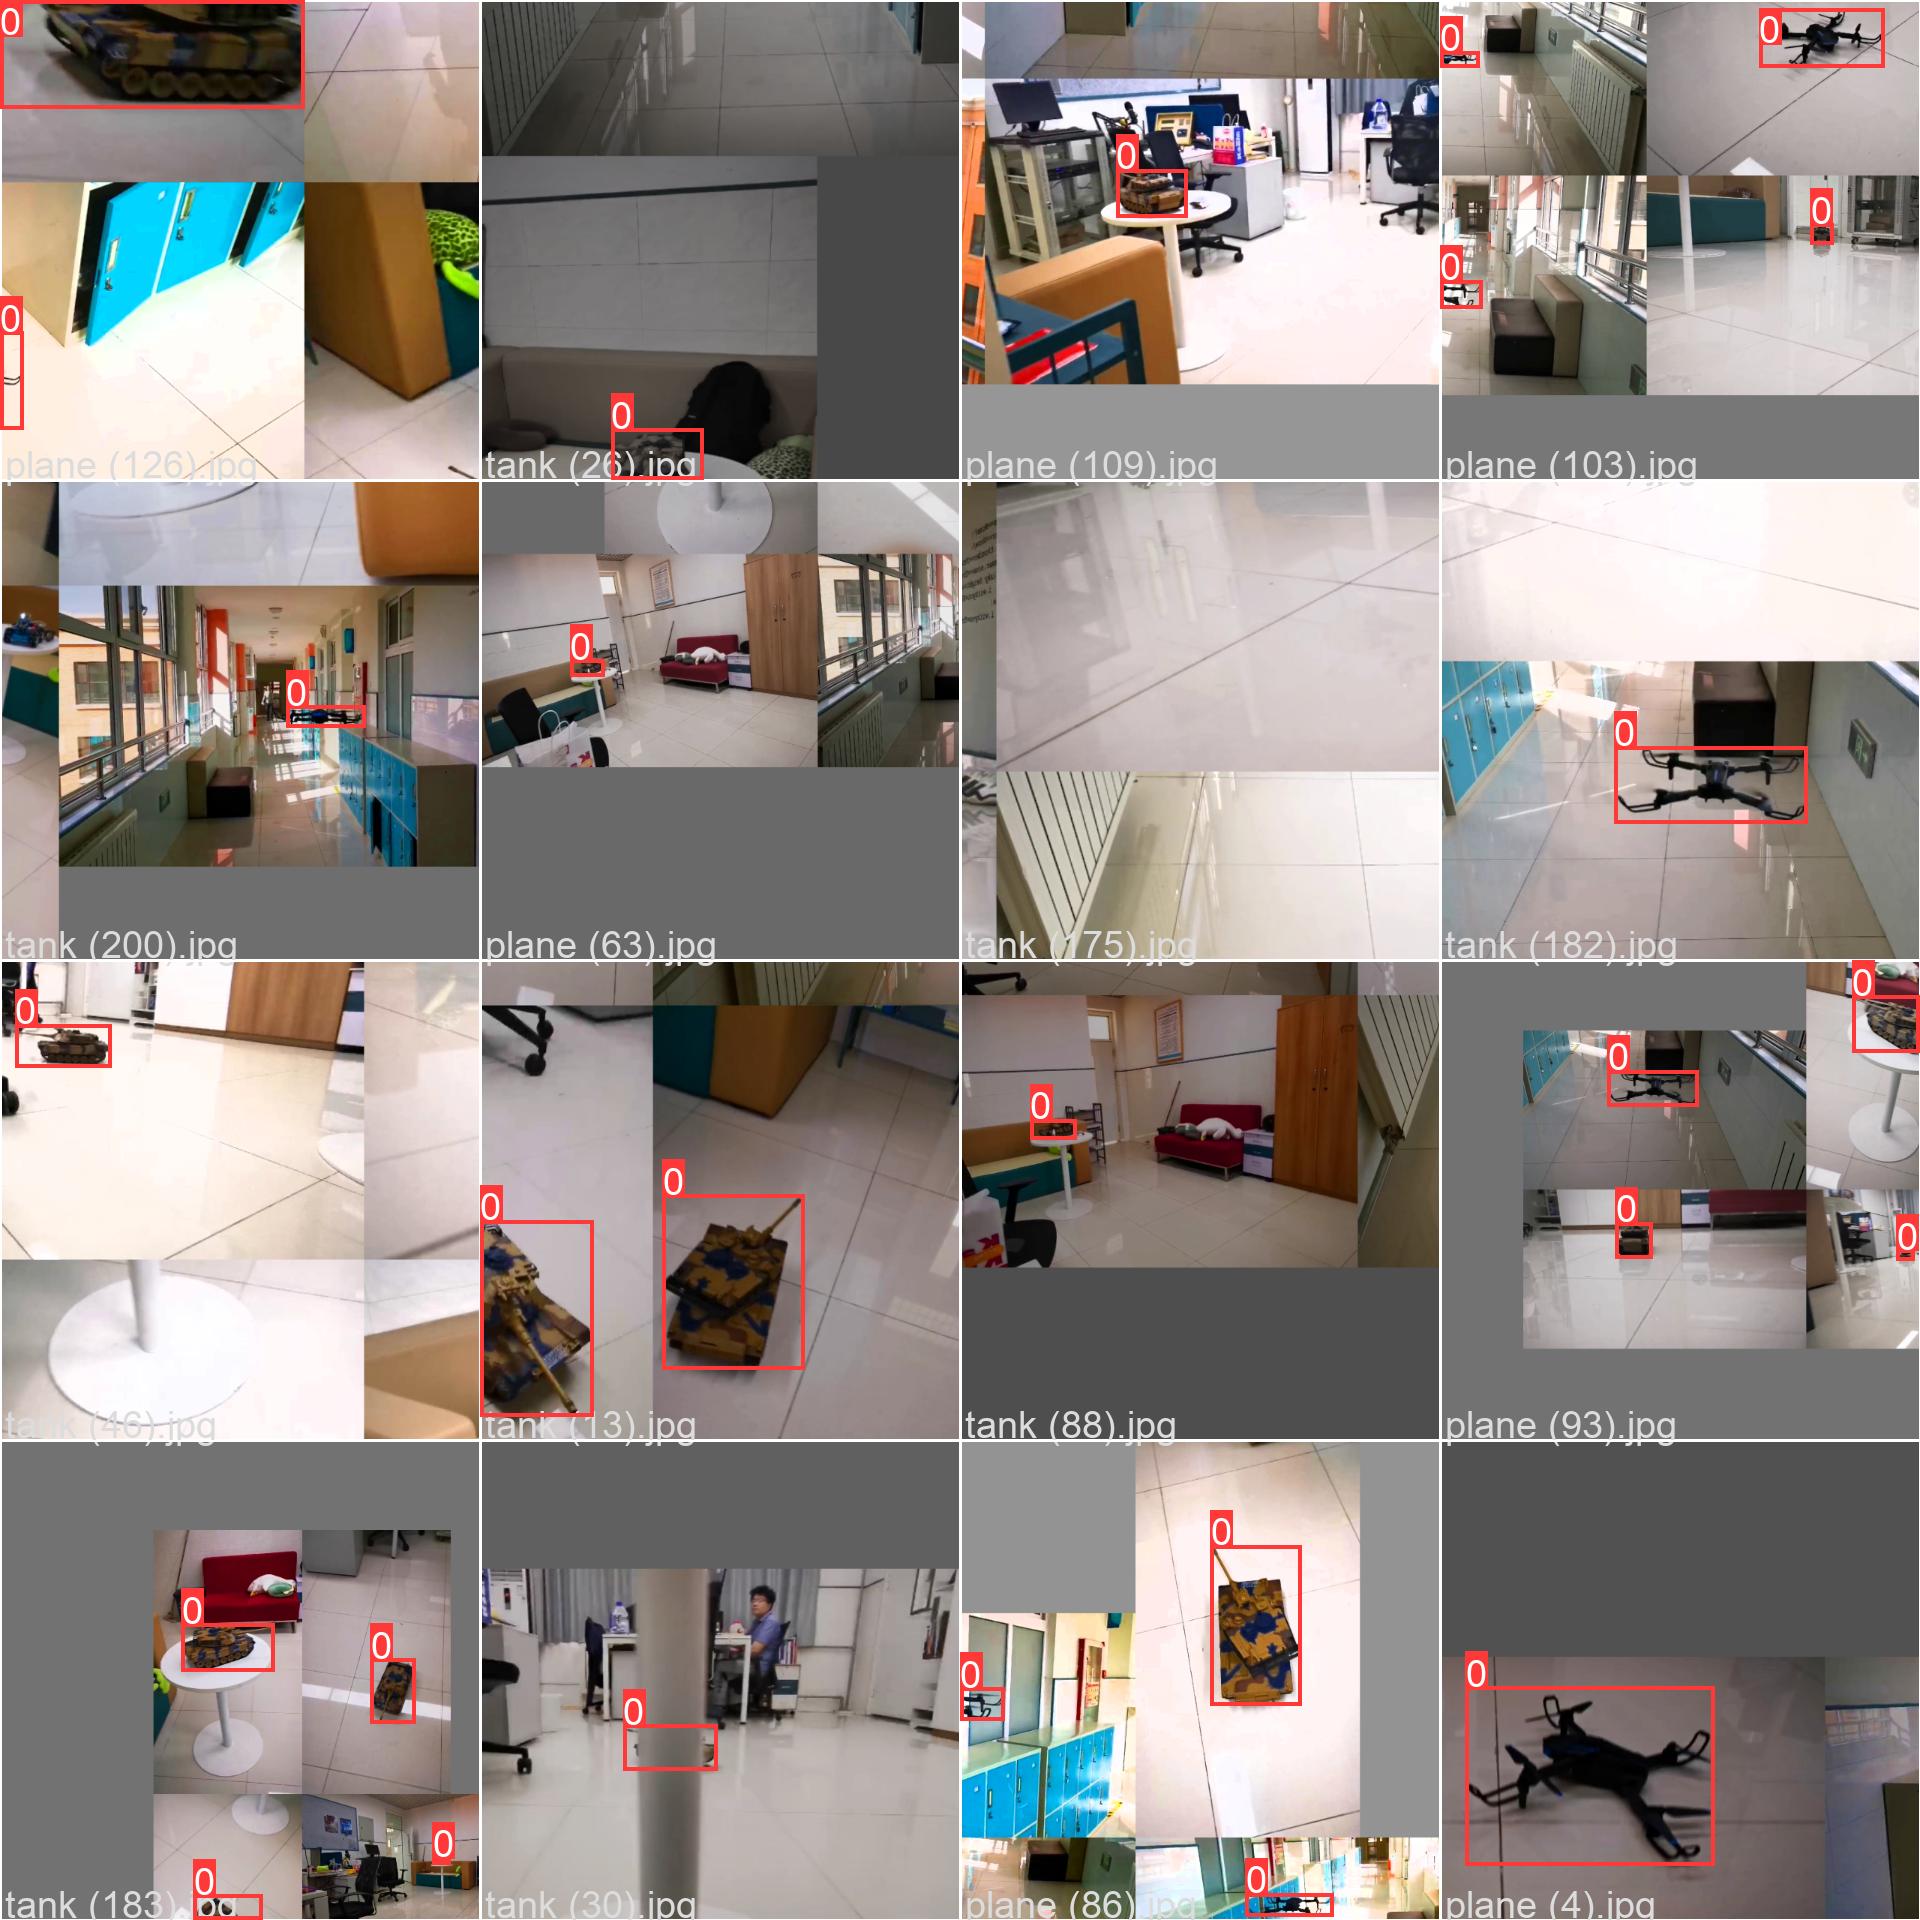 0
0
plane (126).jpg
0
tank (26).jpg
0
plane (109).jpg
0
0
0
0
plane (103).jpg
0
tank (200).jpg
0
plane (63).jpg
tank (175).jpg
0
tank (182).jpg
0
tank (46).jpg
0
0
tank (13).jpg
0
tank (88).jpg
0
0
0
0
plane (93).jpg
0
0
0
0
tank (183).jpg
0
tank (30).jpg
0
0
0
plane (86).jpg
0
plane (4).jpg